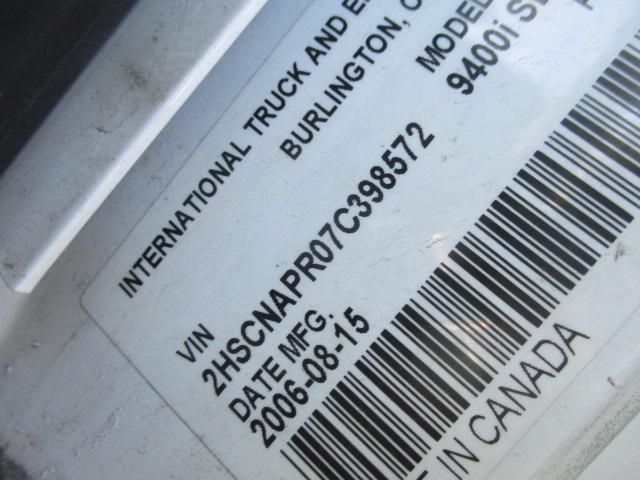 INTERNATIONAL TRUCK AND
BURLINGTON,
VIN
MODEL
2HSCNAPR07C398572
9400i
DATE MFG.
2006-08-15
IN CANADA